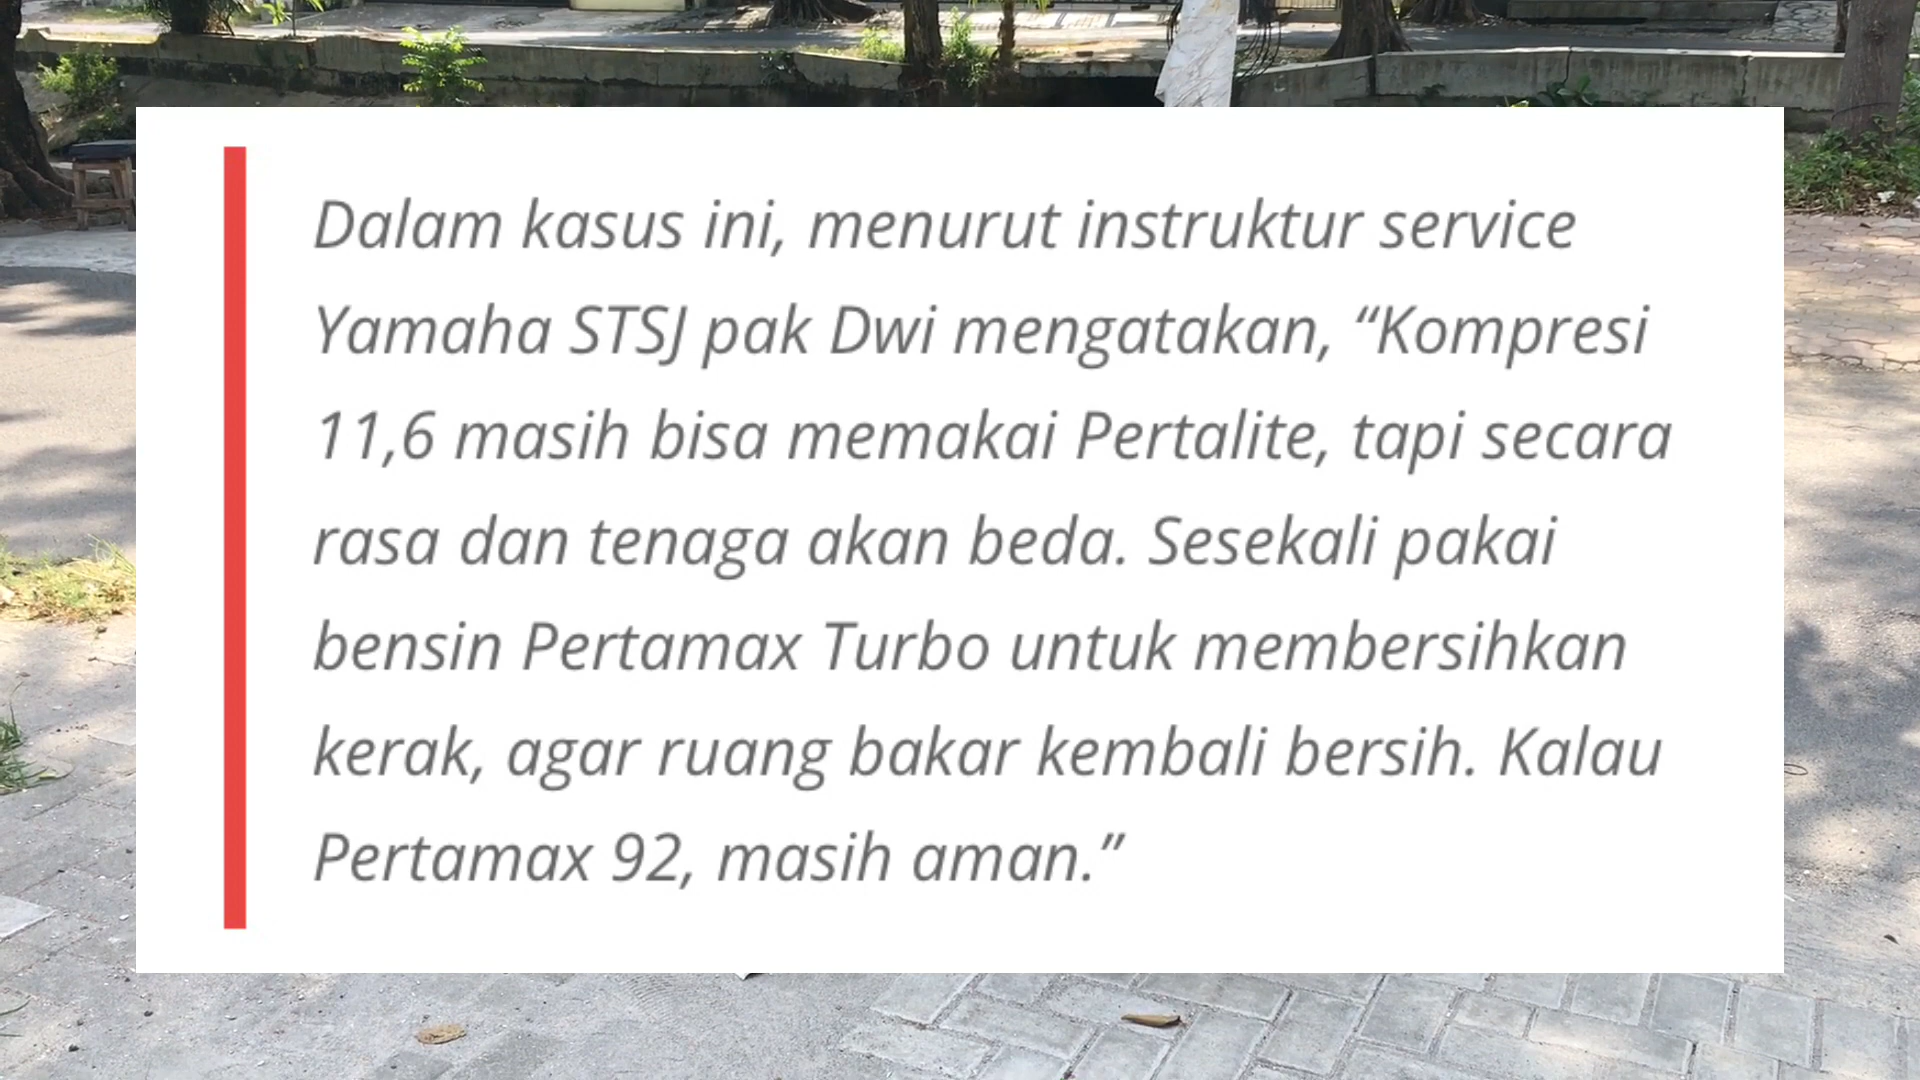 Dalam kasus ini, menurut instruktur service
Yamaha STSJ pak Dwi mengatakan, “Kompresi
11,6 masih bisa memakai Pertalite, tapi secara
rasa dan tenaga akan beda. Sesekali pakai
bensin Pertamax Turbo untuk membersihkan
kerak, agar ruang bakar kembali bersih. Kalau
Pertamax 92, masih aman.”